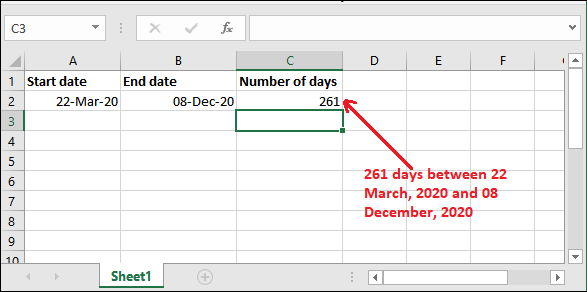 C3
fx
A B C D E F
1 Start date End date Number of days
2 22-Mar-20 08-Dec-20 261
3
4
5
6
7
8
9
10
261 days between 22
March, 2020 and 08
December, 2020
Sheet1